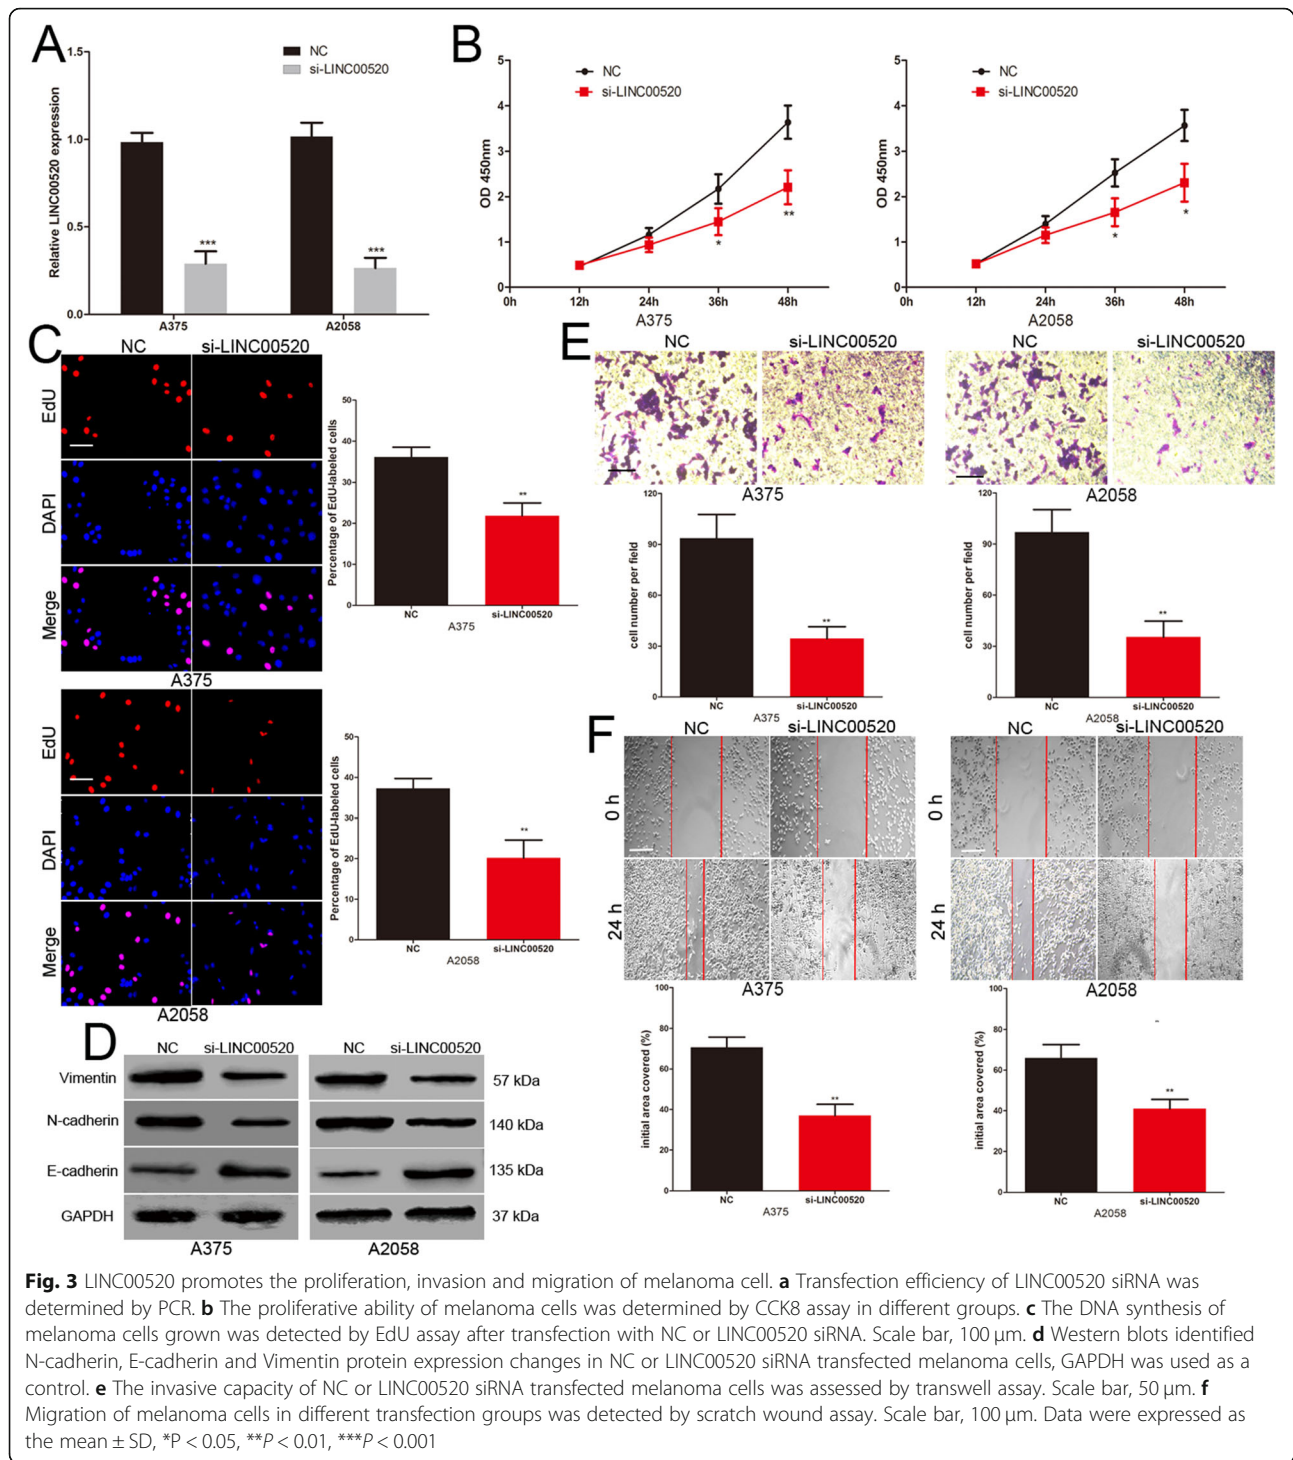 A
NC
si-LINC00520
Relative LINC00520 expression
1.5
1.0
0.5
0.0
***
***
A375
A2058
B
NC
si-LINC00520
OD 450nm
5
4
3
2
1
0
*
**
0h 12h 24h 36h 48h
A375
NC
si-LINC00520
OD 450nm
5
4
3
2
1
0
*
*
0h 12h 24h 36h 48h
A2058
C
NC si-LINC00520
EdU
DAPI
Merge
A375
EdU
DAPI
Merge
A2058
Percentage of EdU-labeled cells
50
40
30
20
10
0
**
NC si-LINC00520
A375
Percentage of EdU-labeled cells
50
40
30
20
10
0
**
NC si-LINC00520
A2058
D
NC si-LINC00520 NC si-LINC00520
Vimentin 57 kDa
N-cadherin 140 kDa
E-cadherin 135 kDa
GAPDH 37 kDa
A375 A2058
E
NC si-LINC00520 NC si-LINC00520
A375 A2058
cell number per field
120
90
60
30
0
**
NC si-LINC00520
A375
cell number per field
120
90
60
30
0
**
NC si-LINC00520
A2058
F
NC si-LINC00520 NC si-LINC00520
0 h 0 h
24 h 24 h
A375 A2058
initial area covered (%)
100
80
60
40
20
0
**
NC si-LINC00520
A375
initial area covered (%)
100
80
60
40
20
0
**
NC si-LINC00520
A2058
Fig. 3 LINC00520 promotes the proliferation, invasion and migration of melanoma cell. a Transfection efficiency of LINC00520 siRNA was
determined by PCR. b The proliferative ability of melanoma cells was determined by CCK8 assay in different groups. c The DNA synthesis of
melanoma cells grown was detected by EdU assay after transfection with NC or LINC00520 siRNA. Scale bar, 100 μm. d Western blots identified
N-cadherin, E-cadherin and Vimentin protein expression changes in NC or LINC00520 siRNA transfected melanoma cells, GAPDH was used as a
control. e The invasive capacity of NC or LINC00520 siRNA transfected melanoma cells was assessed by transwell assay. Scale bar, 50 μm. f
Migration of melanoma cells in different transfection groups was detected by scratch wound assay. Scale bar, 100 μm. Data were expressed as
the mean ± SD, *P < 0.05, **P < 0.01, ***P < 0.001